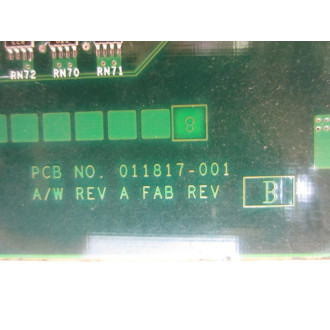 RN72 RN70 RN71
8
PCB NO. 011817-001
A/W REV A FAB REV B